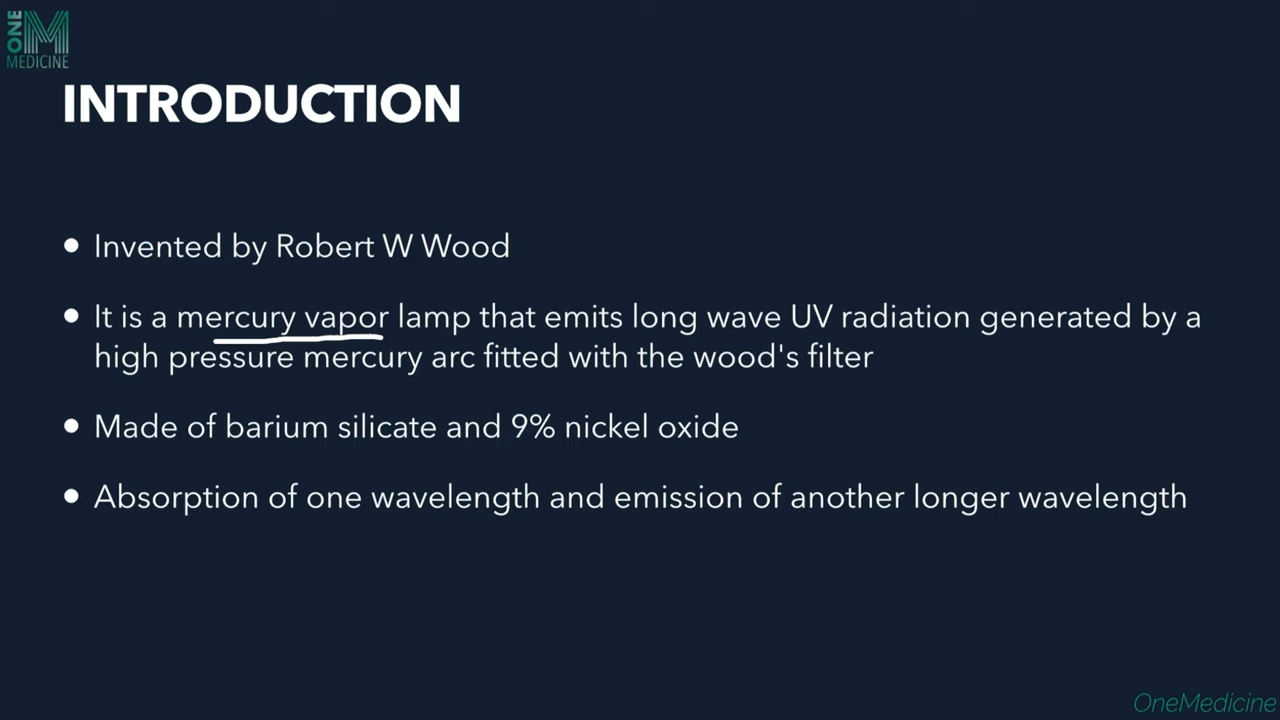 ONE M
MEDICINE
INTRODUCTION
• Invented by Robert W Wood
• It is a mercury vapor lamp that emits long wave UV radiation generated by a
high pressure mercury arc fitted with the wood's filter
• Made of barium silicate and 9% nickel oxide
• Absorption of one wavelength and emission of another longer wavelength
OneMedicine